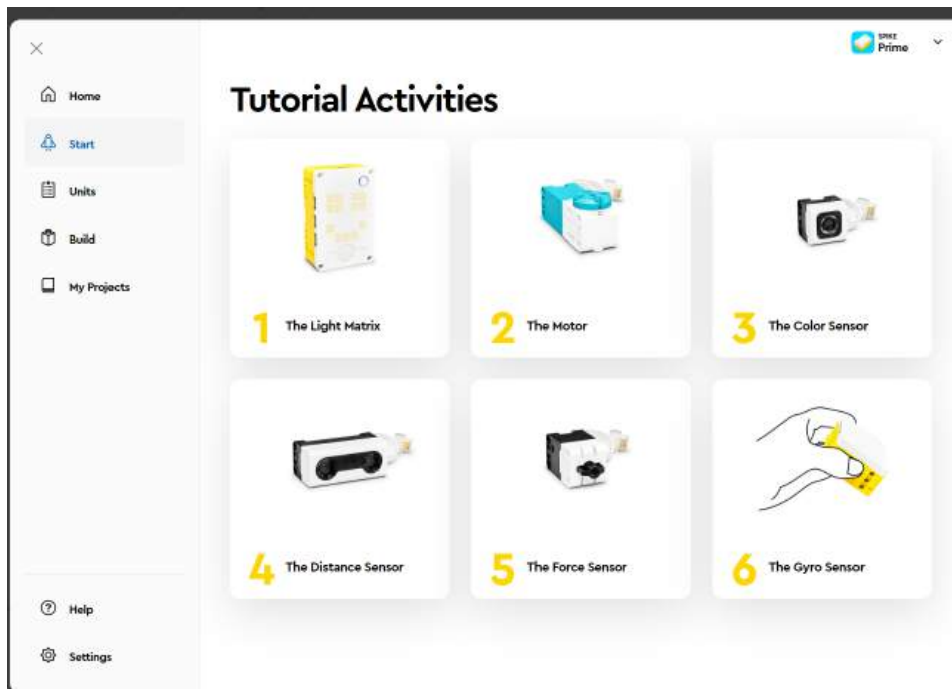 SPIKE
Prime
Home
Start
Units
Build
My Projects
Help
Settings
Tutorial Activities
1 The Light Matrix
2 The Motor
3 The Color Sensor
4 The Distance Sensor
5 The Force Sensor
6 The Gyro Sensor